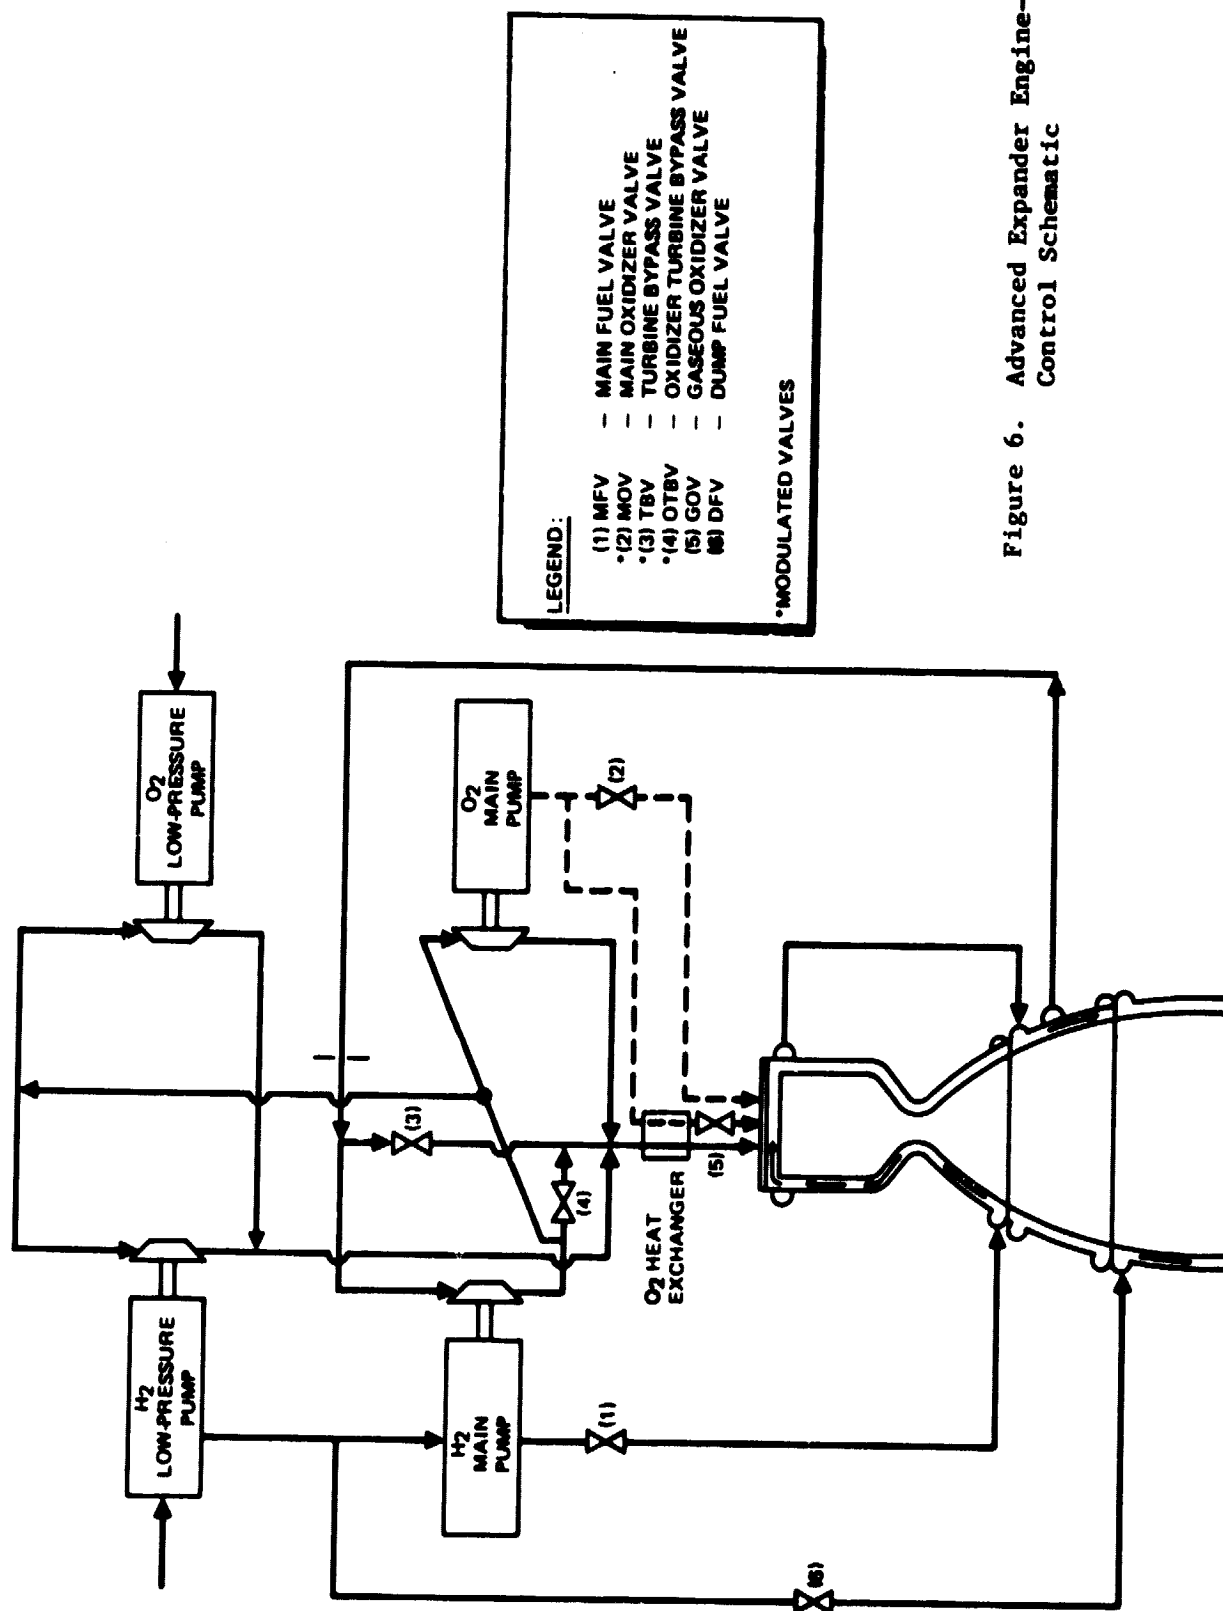 H2
LOW-PRESSURE
PUMP
O2
LOW-PRESSURE
PUMP
H2
MAIN
PUMP
O2
MAIN
PUMP
(1)
(2)
(3)
(4)
(5)
(6)
O2 HEAT
EXCHANGER
LEGEND:
(1) MFV – MAIN FUEL VALVE
*(2) MOV – MAIN OXIDIZER VALVE
*(3) TBV – TURBINE BYPASS VALVE
*(4) OTBV – OXIDIZER TURBINE BYPASS VALVE
(5) GOV – GASEOUS OXIDIZER VALVE
(6) DFV – DUMP FUEL VALVE
*MODULATED VALVES
Figure 6. Advanced Expander Engine-
Control Schematic